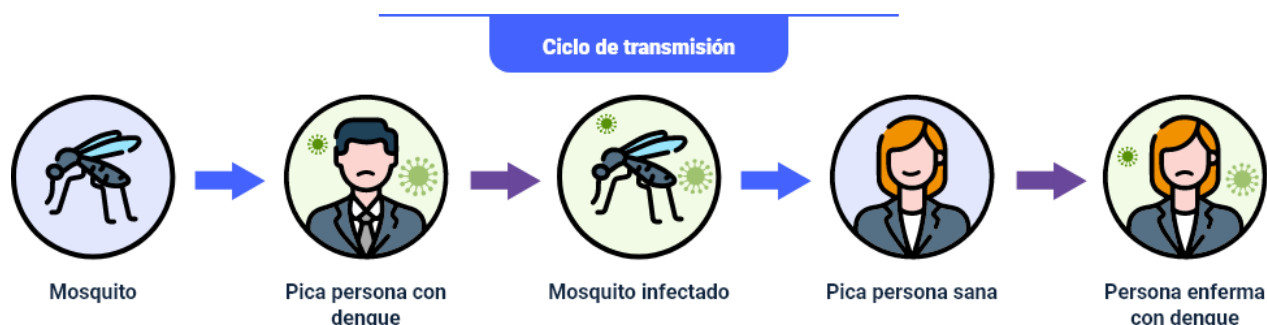 Ciclo de transmisión
Mosquito
Pica persona con
dengue
Mosquito infectado
Pica persona sana
Persona enferma
con dengue